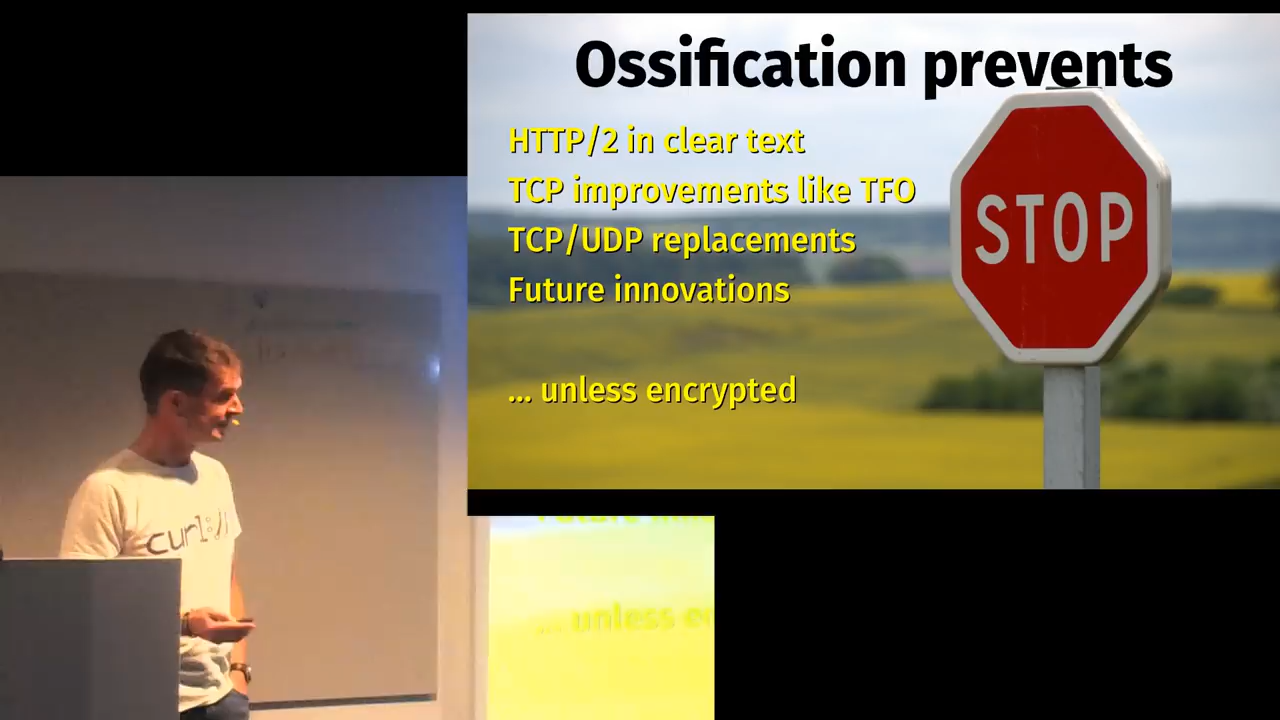 Ossification prevents
HTTP/2 in clear text
TCP improvements like TFO
TCP/UDP replacements
Future innovations
... unless encrypted
STOP
curl://
... unless